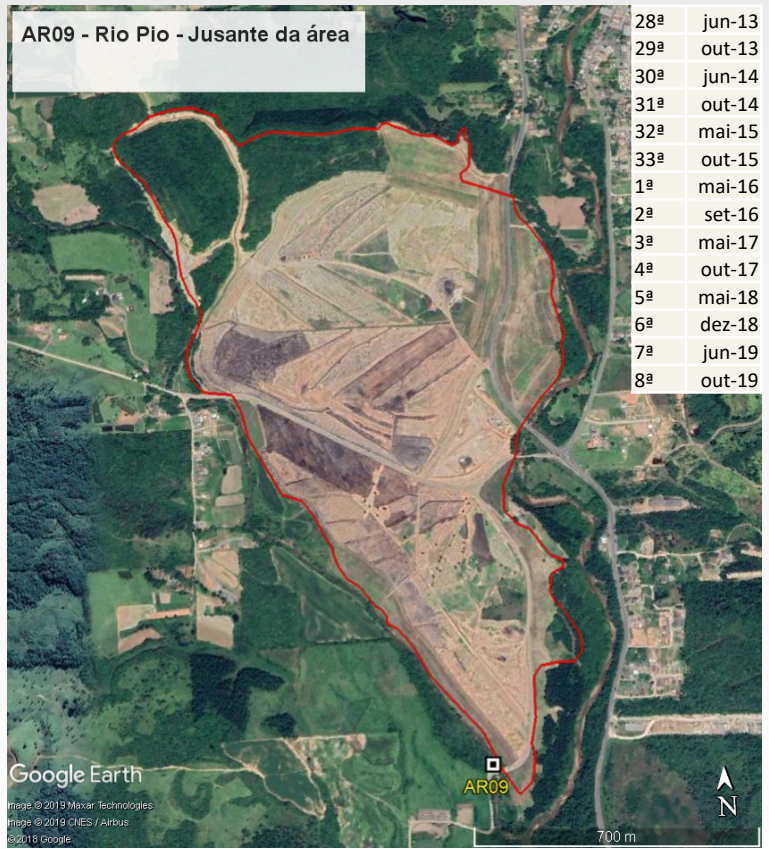 AR09 - Rio Pio - Jusante da área
28ª jun-13
29ª out-13
30ª jun-14
31ª out-14
32ª mai-15
33ª out-15
1ª mai-16
2ª set-16
3ª mai-17
4ª out-17
5ª mai-18
6ª dez-18
7ª jun-19
8ª out-19
AR09
Google Earth
Image © 2019 Maxar Technologies
Image © 2019 CNES / Airbus
© 2018 Google
N
700 m